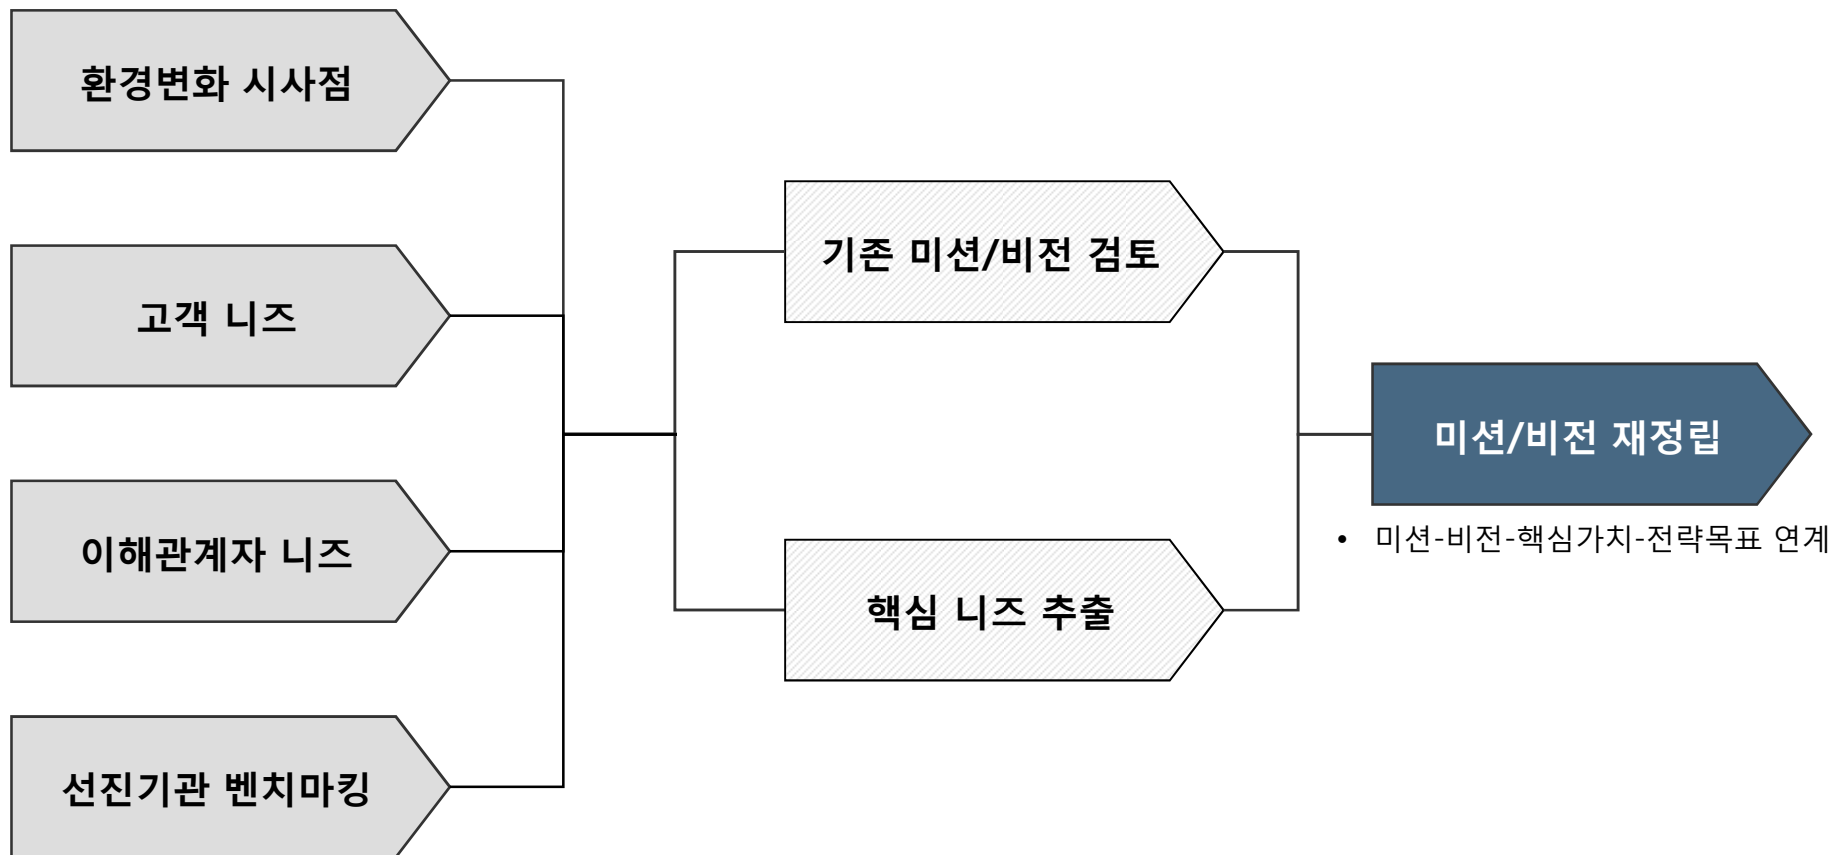 환경변화 시사점
고객 니즈
이해관계자 니즈
선진기관 벤치마킹
기존 미션/비전 검토
핵심 니즈 추출
미션/비전 재정립
• 미션-비전-핵심가치-전략목표 연계